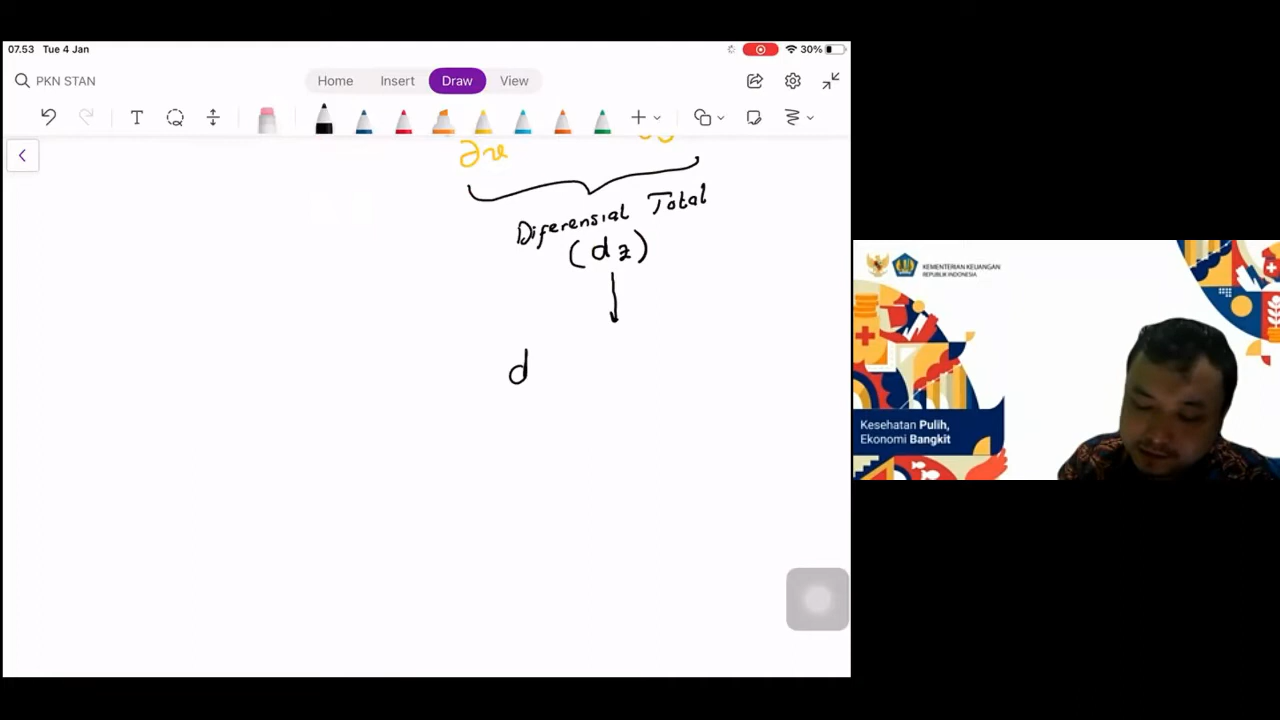 07.53 Tue 4 Jan
30%
PKN STAN
Home Insert Draw View
∂x
Diferensial Total
(dz)
d
KEMENTERIAN KEUANGAN
REPUBLIK INDONESIA
Kesehatan Pulih,
Ekonomi Bangkit